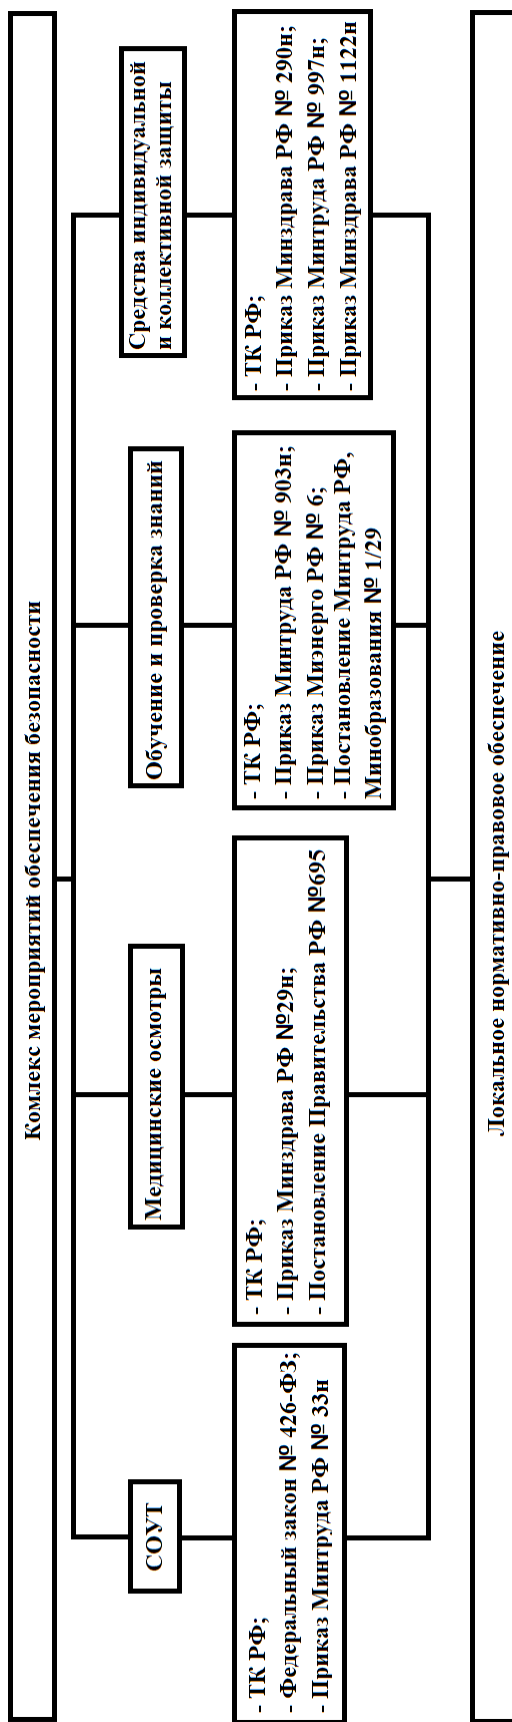 Комлекс мероприятий обеспечения безопасности
СОУТ
Медицинские осмотры
Обучение и проверка знаний
Средства индивидуальной
и коллективной защиты
- ТК РФ;
- Федеральный закон № 426-ФЗ;
- Приказ Минтруда РФ № 33н
- ТК РФ;
- Приказ Минздрава РФ №29н;
- Постановление Правительства РФ №695
- ТК РФ;
- Приказ Минтруда РФ № 903н;
- Приказ Миэнерго РФ № 6;
- Постановление Минтруда РФ,
Минобразования № 1/29
- ТК РФ;
- Приказ Минздрава РФ № 290н;
- Приказ Минтруда РФ № 997н;
- Приказ Минздрава РФ № 1122н
Локальное нормативно-правовое обеспечение